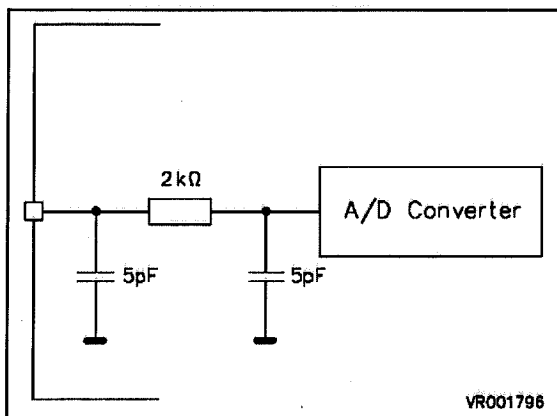 2kΩ
A/D Converter
5pF
5pF
VR001796